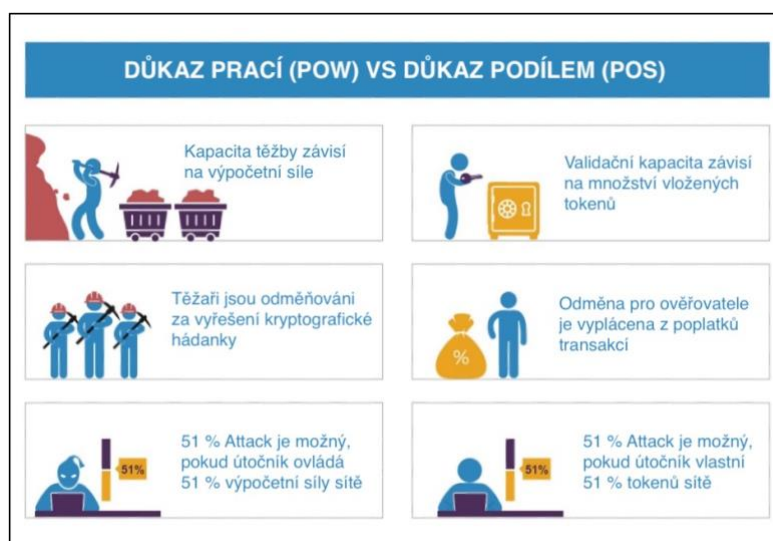 DŮKAZ PRACÍ (POW) VS DŮKAZ PODÍLEM (POS)
Kapacita těžby závisí
na výpočetní síle
Validační kapacita závisí
na množství vložených
tokenů
Těžaři jsou odměňováni
za vyřešení kryptografické
hádanky
%
Odměna pro ověřovatele
je vyplácena z poplatků
transakcí
51%
51 % Attack je možný,
pokud útočník ovládá
51 % výpočetní síly sítě
51%
51 % Attack je možný,
pokud útočník vlastní
51 % tokenů sítě